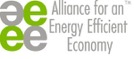 Alliance for an™
Energy Efficient
Economy